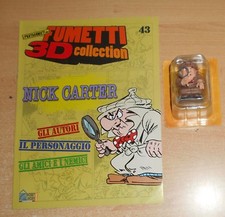 FUMETTI
3D collection
43
NICK CARTER
GLI AUTORI
IL PERSONAGGIO
GLI AMICI E I NEMICI